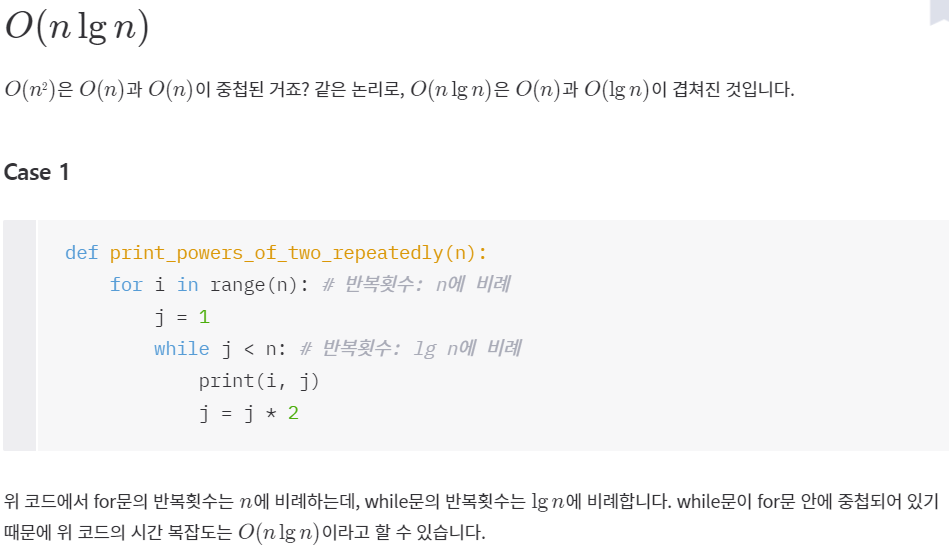 O(n lg n)
O(n²)은 O(n)과 O(n)이 중첩된 거죠? 같은 논리로, O(n lg n)은 O(n)과 O(lg n)이 겹쳐진 것입니다.
Case 1
def print_powers_of_two_repeatedly(n):
    for i in range(n): # 반복횟수: n에 비례
        j = 1
        while j < n: # 반복횟수: lg n에 비례
            print(i, j)
            j = j * 2
위 코드에서 for문의 반복횟수는 n에 비례하는데, while문의 반복횟수는 lg n에 비례합니다. while문이 for문 안에 중첩되어 있기
때문에 위 코드의 시간 복잡도는 O(n lg n)이라고 할 수 있습니다.